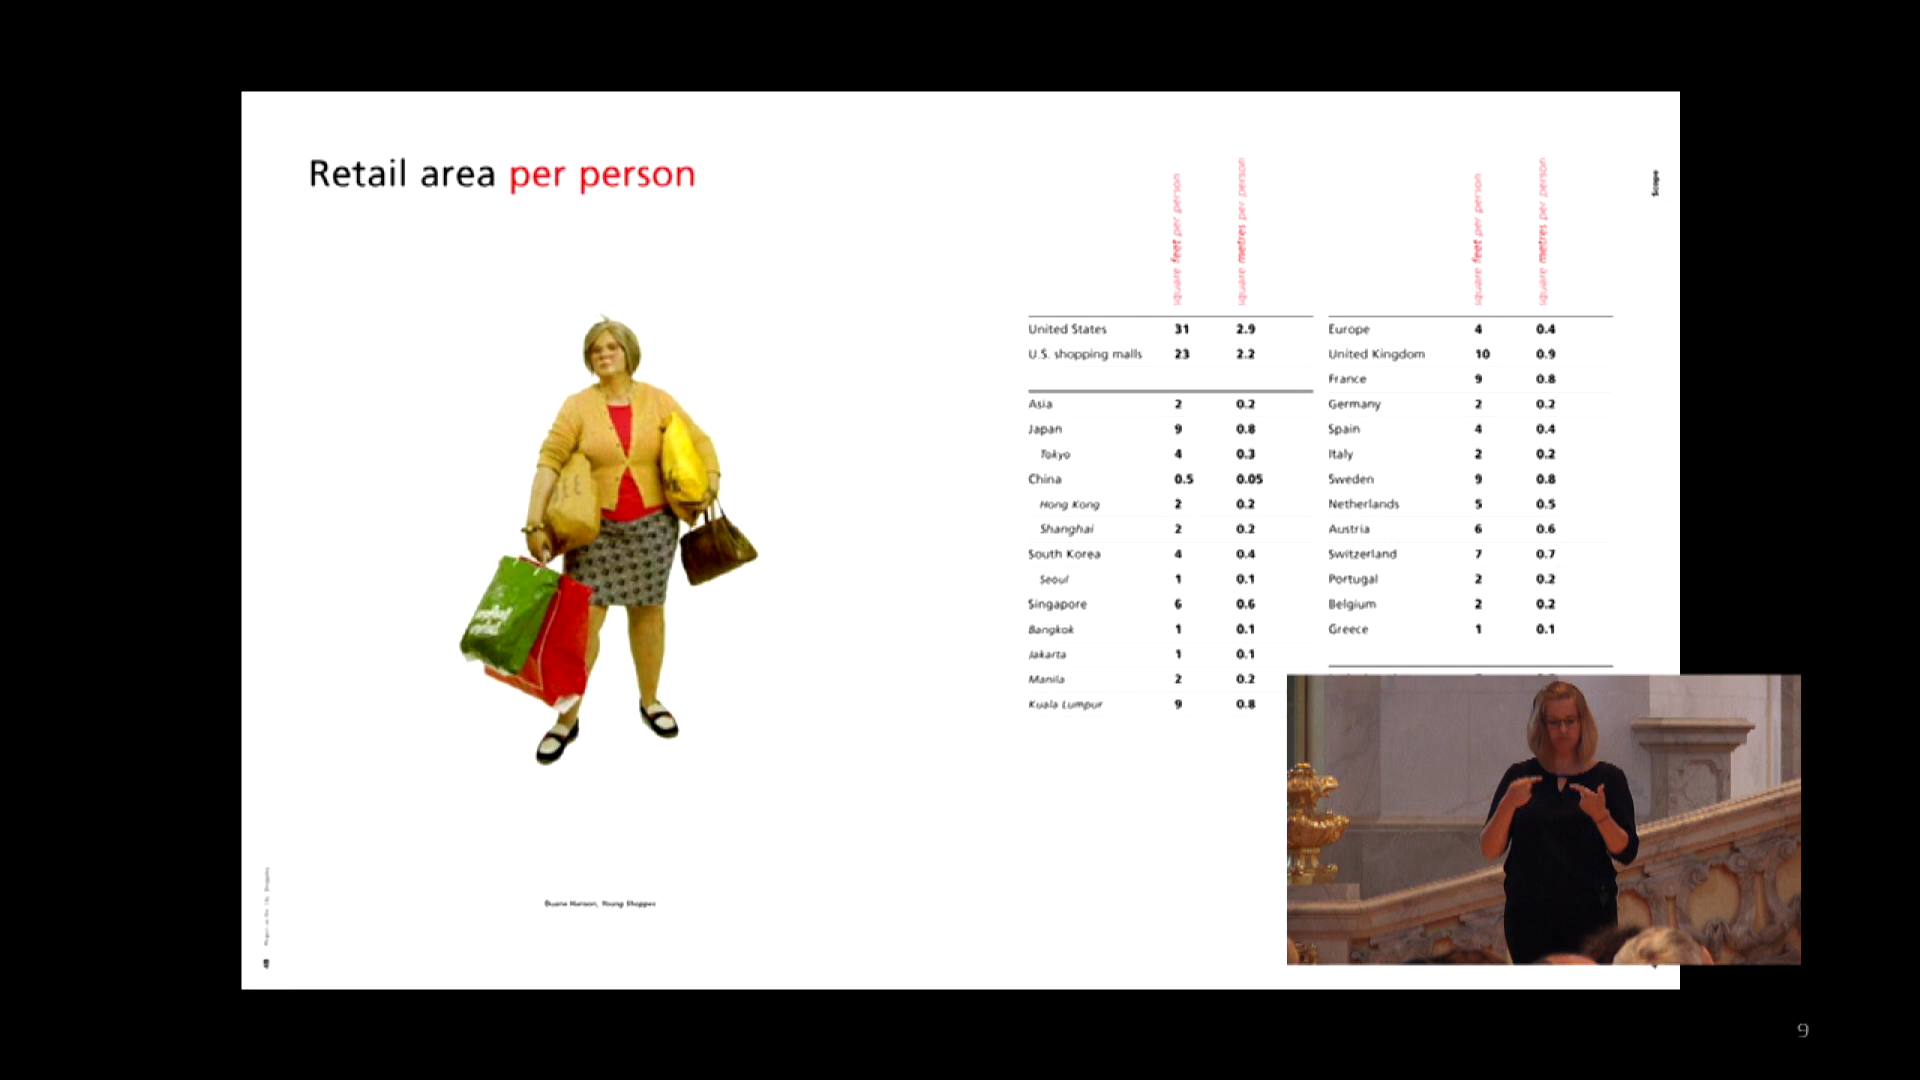 Retail area per person
square feet per person
square metres per person
square feet per person
square metres per person
Scope
United States 31 2.9
U.S. shopping malls 23 2.2
Asia 2 0.2
Japan 9 0.8
Tokyo 4 0.3
China 0.5 0.05
Hong Kong 2 0.2
Shanghai 2 0.2
South Korea 4 0.4
Seoul 1 0.1
Singapore 6 0.6
Bangkok 1 0.1
Jakarta 1 0.1
Manila 2 0.2
Kuala Lumpur 9 0.8
Europe 4 0.4
United Kingdom 10 0.9
France 9 0.8
Germany 2 0.2
Spain 4 0.4
Italy 2 0.2
Sweden 9 0.8
Netherlands 5 0.5
Austria 6 0.6
Switzerland 7 0.7
Portugal 2 0.2
Belgium 2 0.2
Greece 1 0.1
Duane Hanson, Young Shopper
9